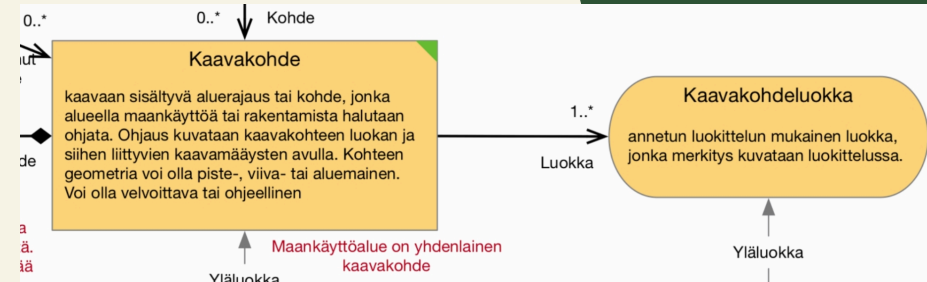 0..*
0..*
Kohde
Kaavakohde
kaavaan sisältyvä aluerajaus tai kohde, jonka
alueella maankäyttöä tai rakentamista halutaan
ohjata. Ohjaus kuvataan kaavakohteen luokan ja
siihen liittyvien kaavamääysten avulla. Kohteen
geometria voi olla piste-, viiva- tai aluemainen.
Voi olla velvoittava tai ohjeellinen
1..*
Luokka
Kaavakohdeluokka
annetun luokittelun mukainen luokka,
jonka merkitys kuvataan luokittelussa.
Maankäyttöalue on yhdenlainen
kaavakohde
Yläluokka
Yläluokka